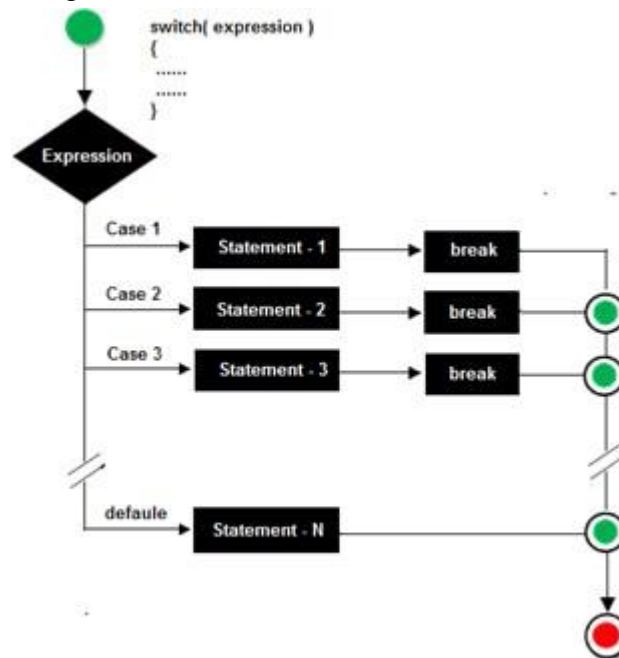 switch( expression )
{
......
......
}
Expression
Case 1
Statement - 1
break
Case 2
Statement - 2
break
Case 3
Statement - 3
break
defaule
Statement - N